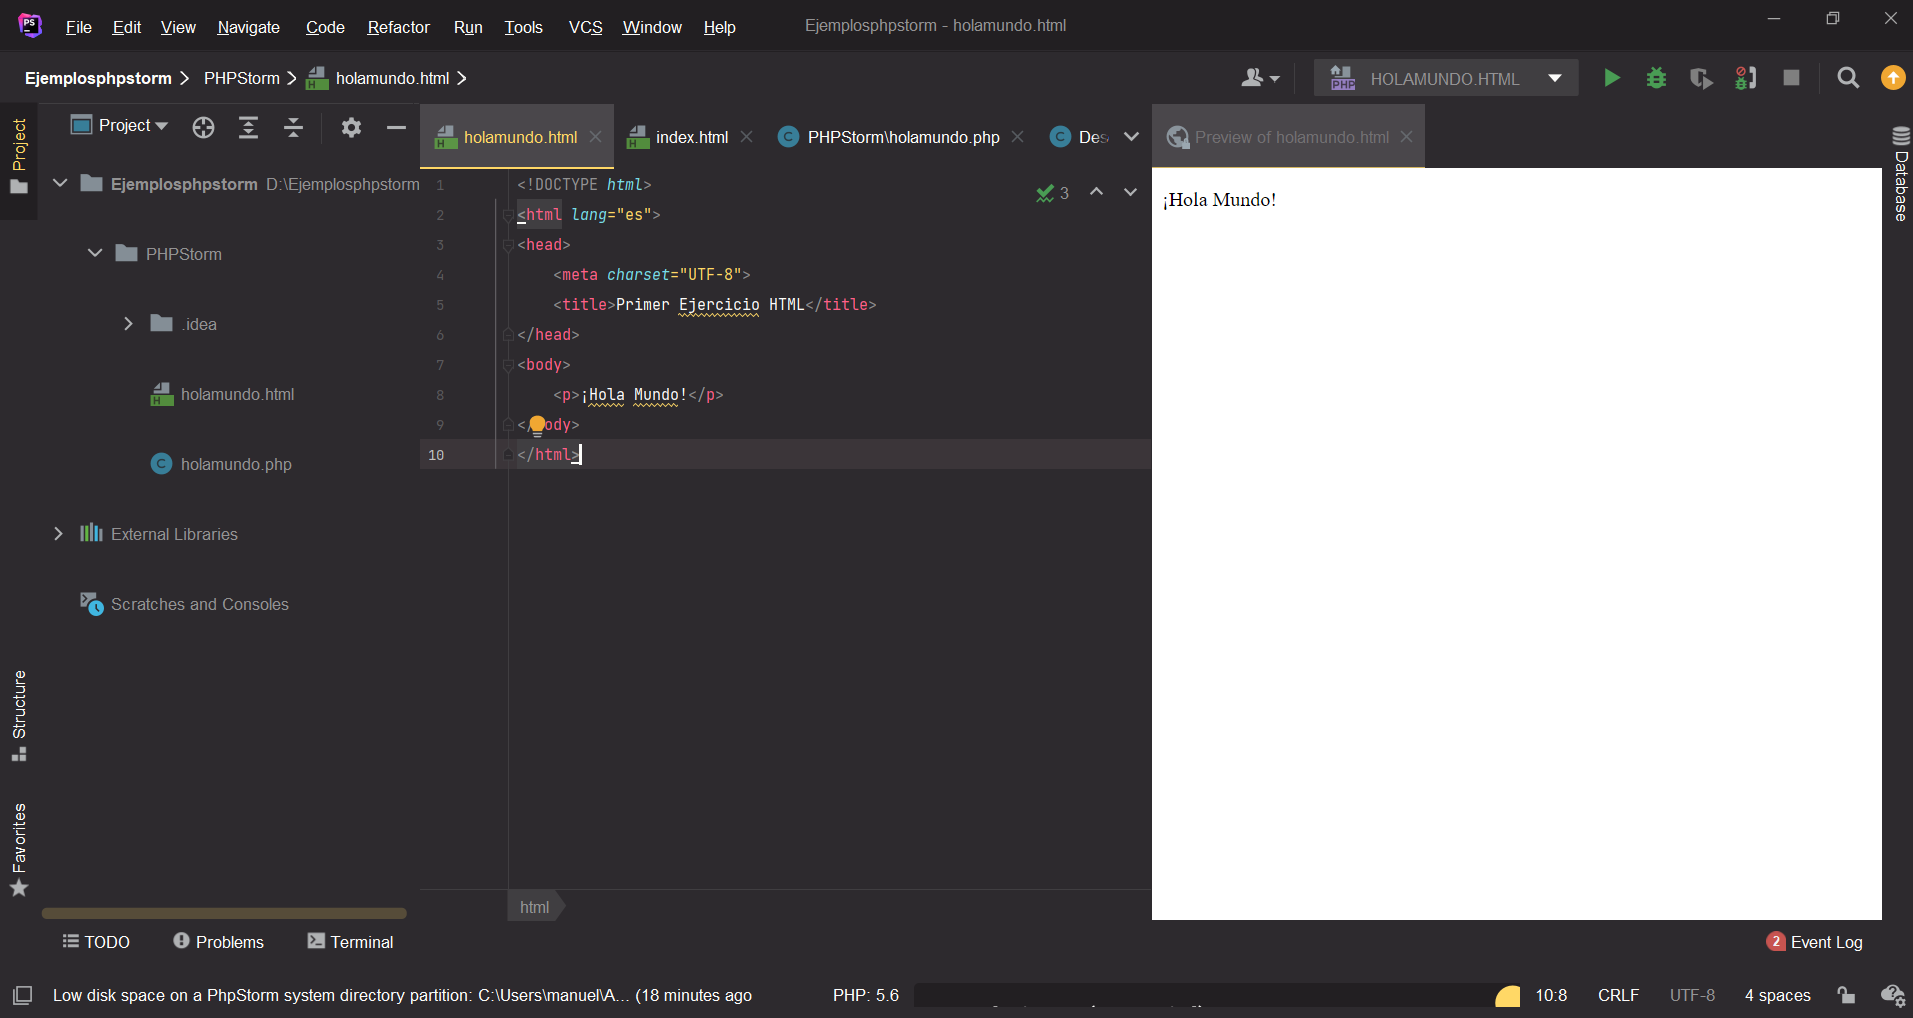 File Edit View Navigate Code Refactor Run Tools VCS Window Help Ejemplosphpstorm - holamundo.html
Ejemplosphpstorm PHPStorm holamundo.html HOLAMUNDO.HTML
Project
Project
holamundo.html index.html PHPStorm\holamundo.php Des
Preview of holamundo.html
Database
Ejemplosphpstorm D:\Ejemplosphpstorm
PHPStorm
.idea
holamundo.html
holamundo.php
External Libraries
Scratches and Consoles
Structure
Favorites
3
1 <!DOCTYPE html>
2 <html lang="es">
3 <head>
4 <meta charset="UTF-8">
5 <title>Primer Ejercicio HTML</title>
6 </head>
7 <body>
8 <p>¡Hola Mundo!</p>
9 </ ody>
10 </html>
html
¡Hola Mundo!
TODO Problems Terminal 2 Event Log
Low disk space on a PhpStorm system directory partition: C:\Users\manuel\A... (18 minutes ago PHP: 5.6 10:8 CRLF UTF-8 4 spaces